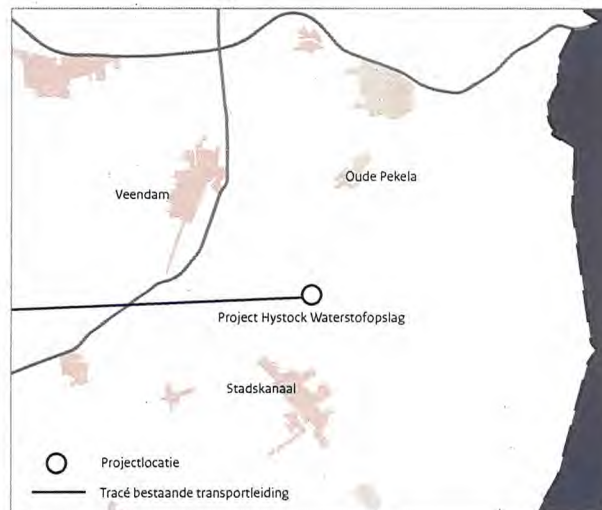 Veendam
Oude Pekela
Project Hystock Waterstofopslag
Stadskanaal
Projectlocatie
Tracé bestaande transportleiding